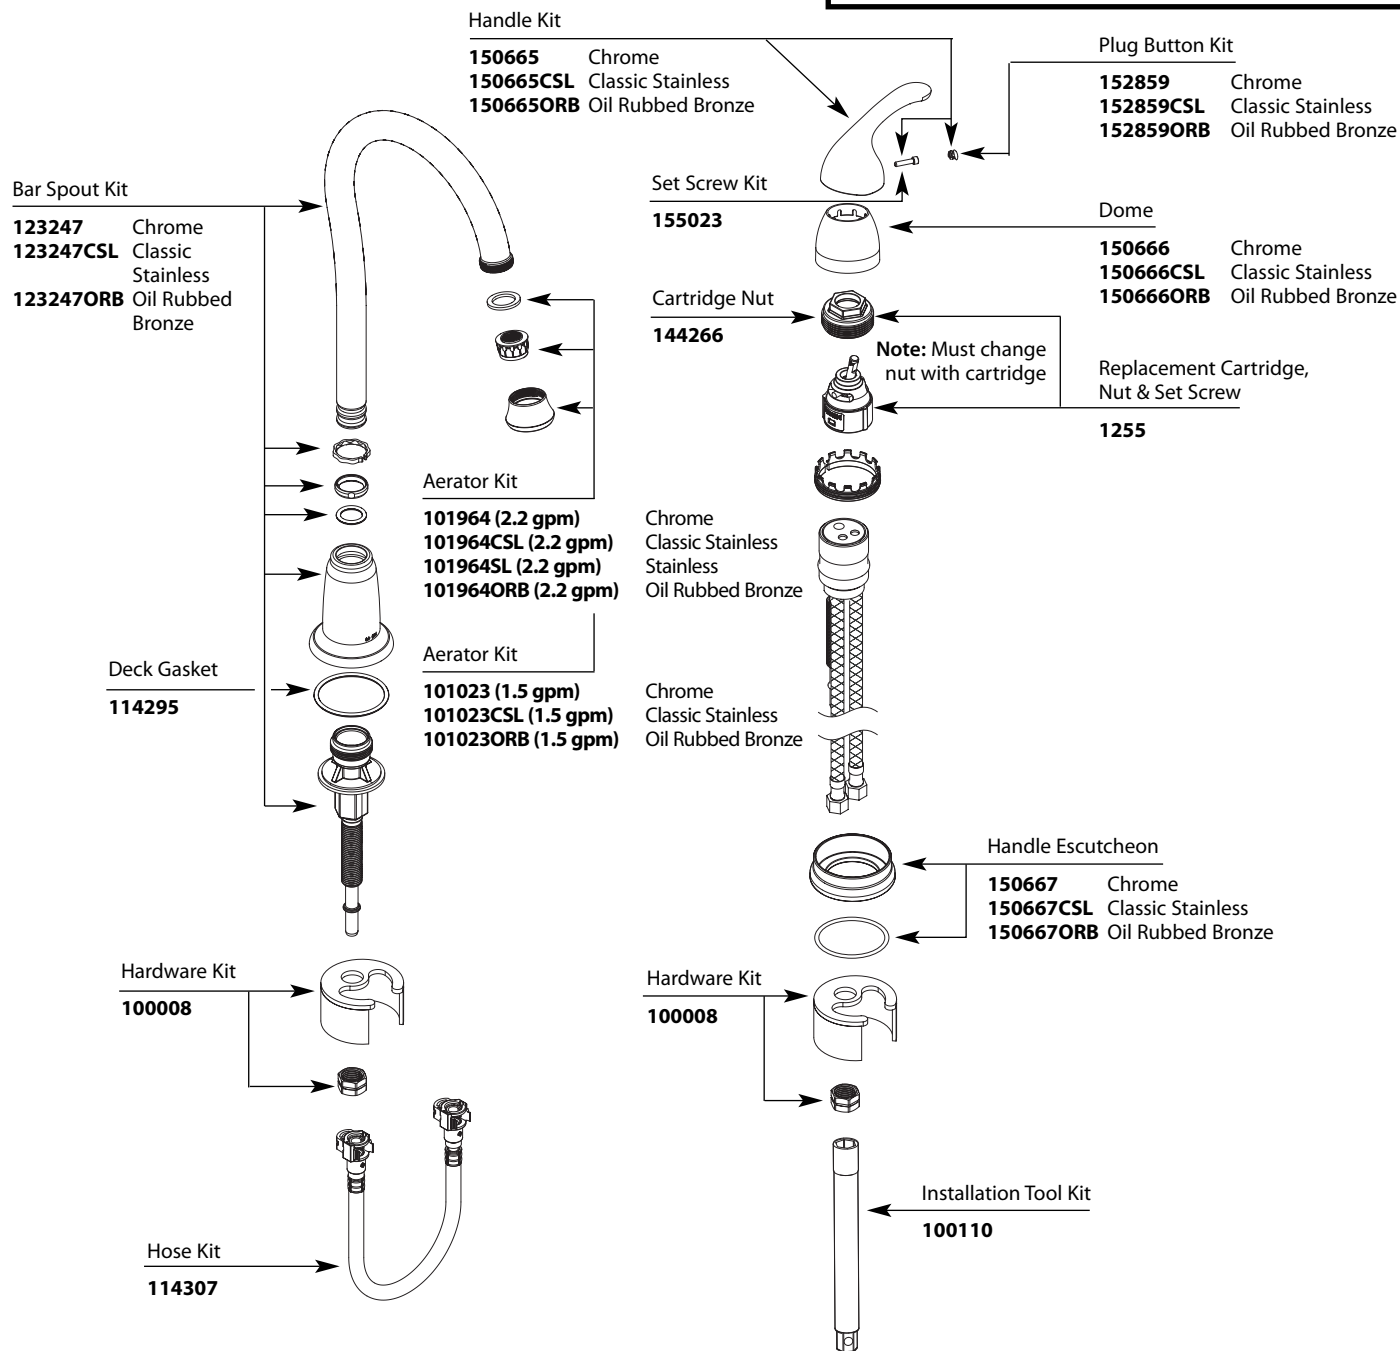 Handle Kit
150665 Chrome
150665CSL Classic Stainless
150665ORB Oil Rubbed Bronze
Plug Button Kit
152859 Chrome
152859CSL Classic Stainless
152859ORB Oil Rubbed Bronze
Bar Spout Kit
123247 Chrome
123247CSL Classic
Stainless
123247ORB Oil Rubbed
Bronze
Set Screw Kit
155023
Dome
150666 Chrome
150666CSL Classic Stainless
150666ORB Oil Rubbed Bronze
Cartridge Nut
144266
Note: Must change
nut with cartridge
Replacement Cartridge,
Nut & Set Screw
1255
Aerator Kit
101964 (2.2 gpm) Chrome
101964CSL (2.2 gpm) Classic Stainless
101964SL (2.2 gpm) Stainless
101964ORB (2.2 gpm) Oil Rubbed Bronze
Deck Gasket
114295
Aerator Kit
101023 (1.5 gpm) Chrome
101023CSL (1.5 gpm) Classic Stainless
101023ORB (1.5 gpm) Oil Rubbed Bronze
Handle Escutcheon
150667 Chrome
150667CSL Classic Stainless
150667ORB Oil Rubbed Bronze
Hardware Kit
100008
Hardware Kit
100008
Installation Tool Kit
100110
Hose Kit
114307